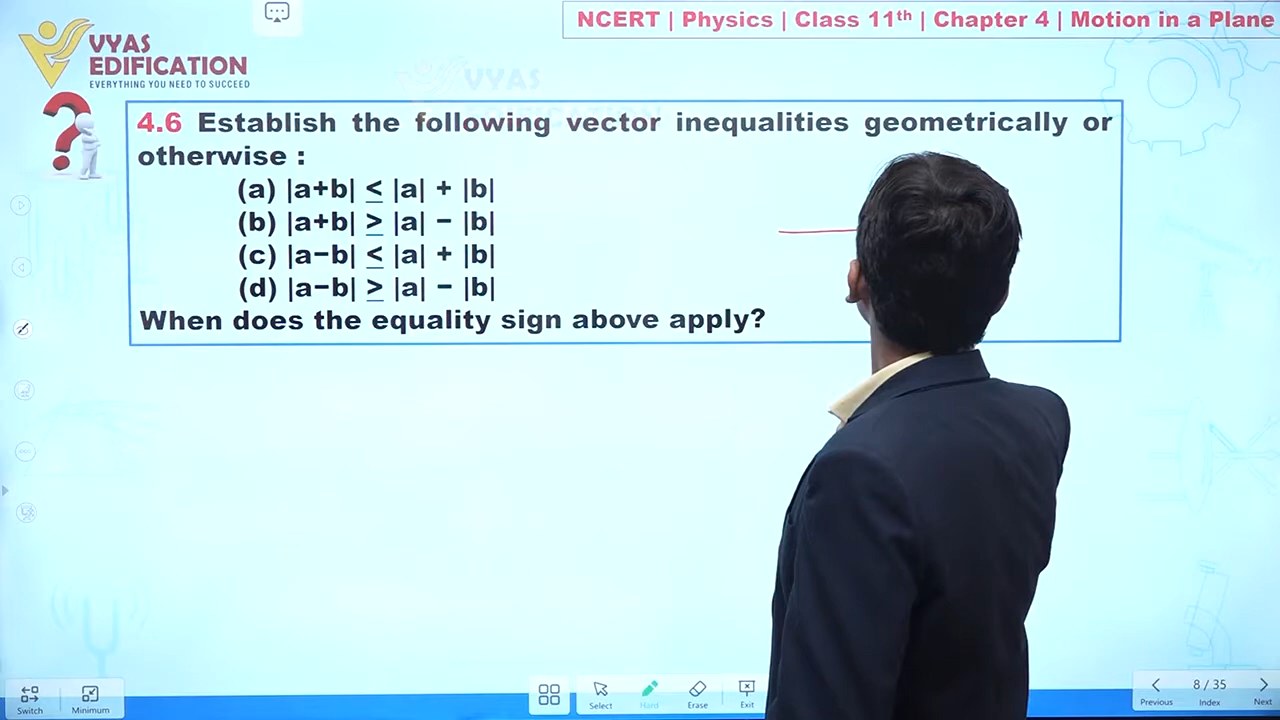 NCERT | Physics | Class 11th | Chapter 4 | Motion in a Plane
VYAS
EDIFICATION
EVERYTHING YOU NEED TO SUCCEED
VYAS
4.6 Establish the following vector inequalities geometrically or
otherwise :
(a) |a+b| ≤ |a| + |b|
(b) |a+b| ≥ |a| − |b|
(c) |a−b| ≤ |a| + |b|
(d) |a−b| ≥ |a| − |b|
When does the equality sign above apply?
Switch
Minimum
Select
Hard
Erase
Exit
Previous
8 / 35
Index
Next